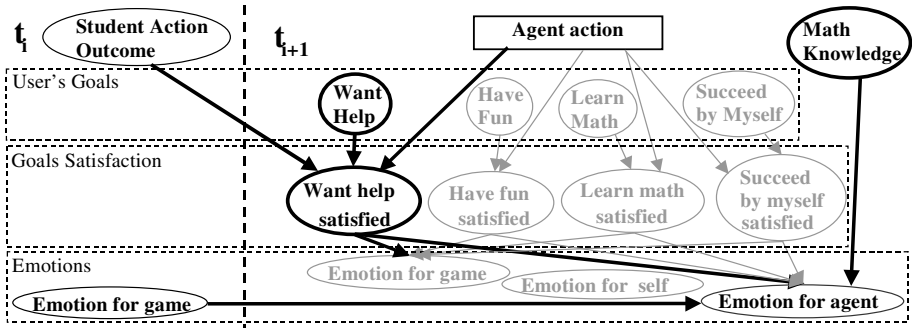 t i
Student Action
Outcome
t i+1
Agent action
Math
Knowledge
User's Goals
Want
Help
Have
Fun
Learn
Math
Succeed
by Myself
Goals Satisfaction
Want help
satisfied
Have fun
satisfied
Learn math
satisfied
Succeed
by myself
satisfied
Emotions
Emotion for game
Emotion for self
Emotion for game
Emotion for agent